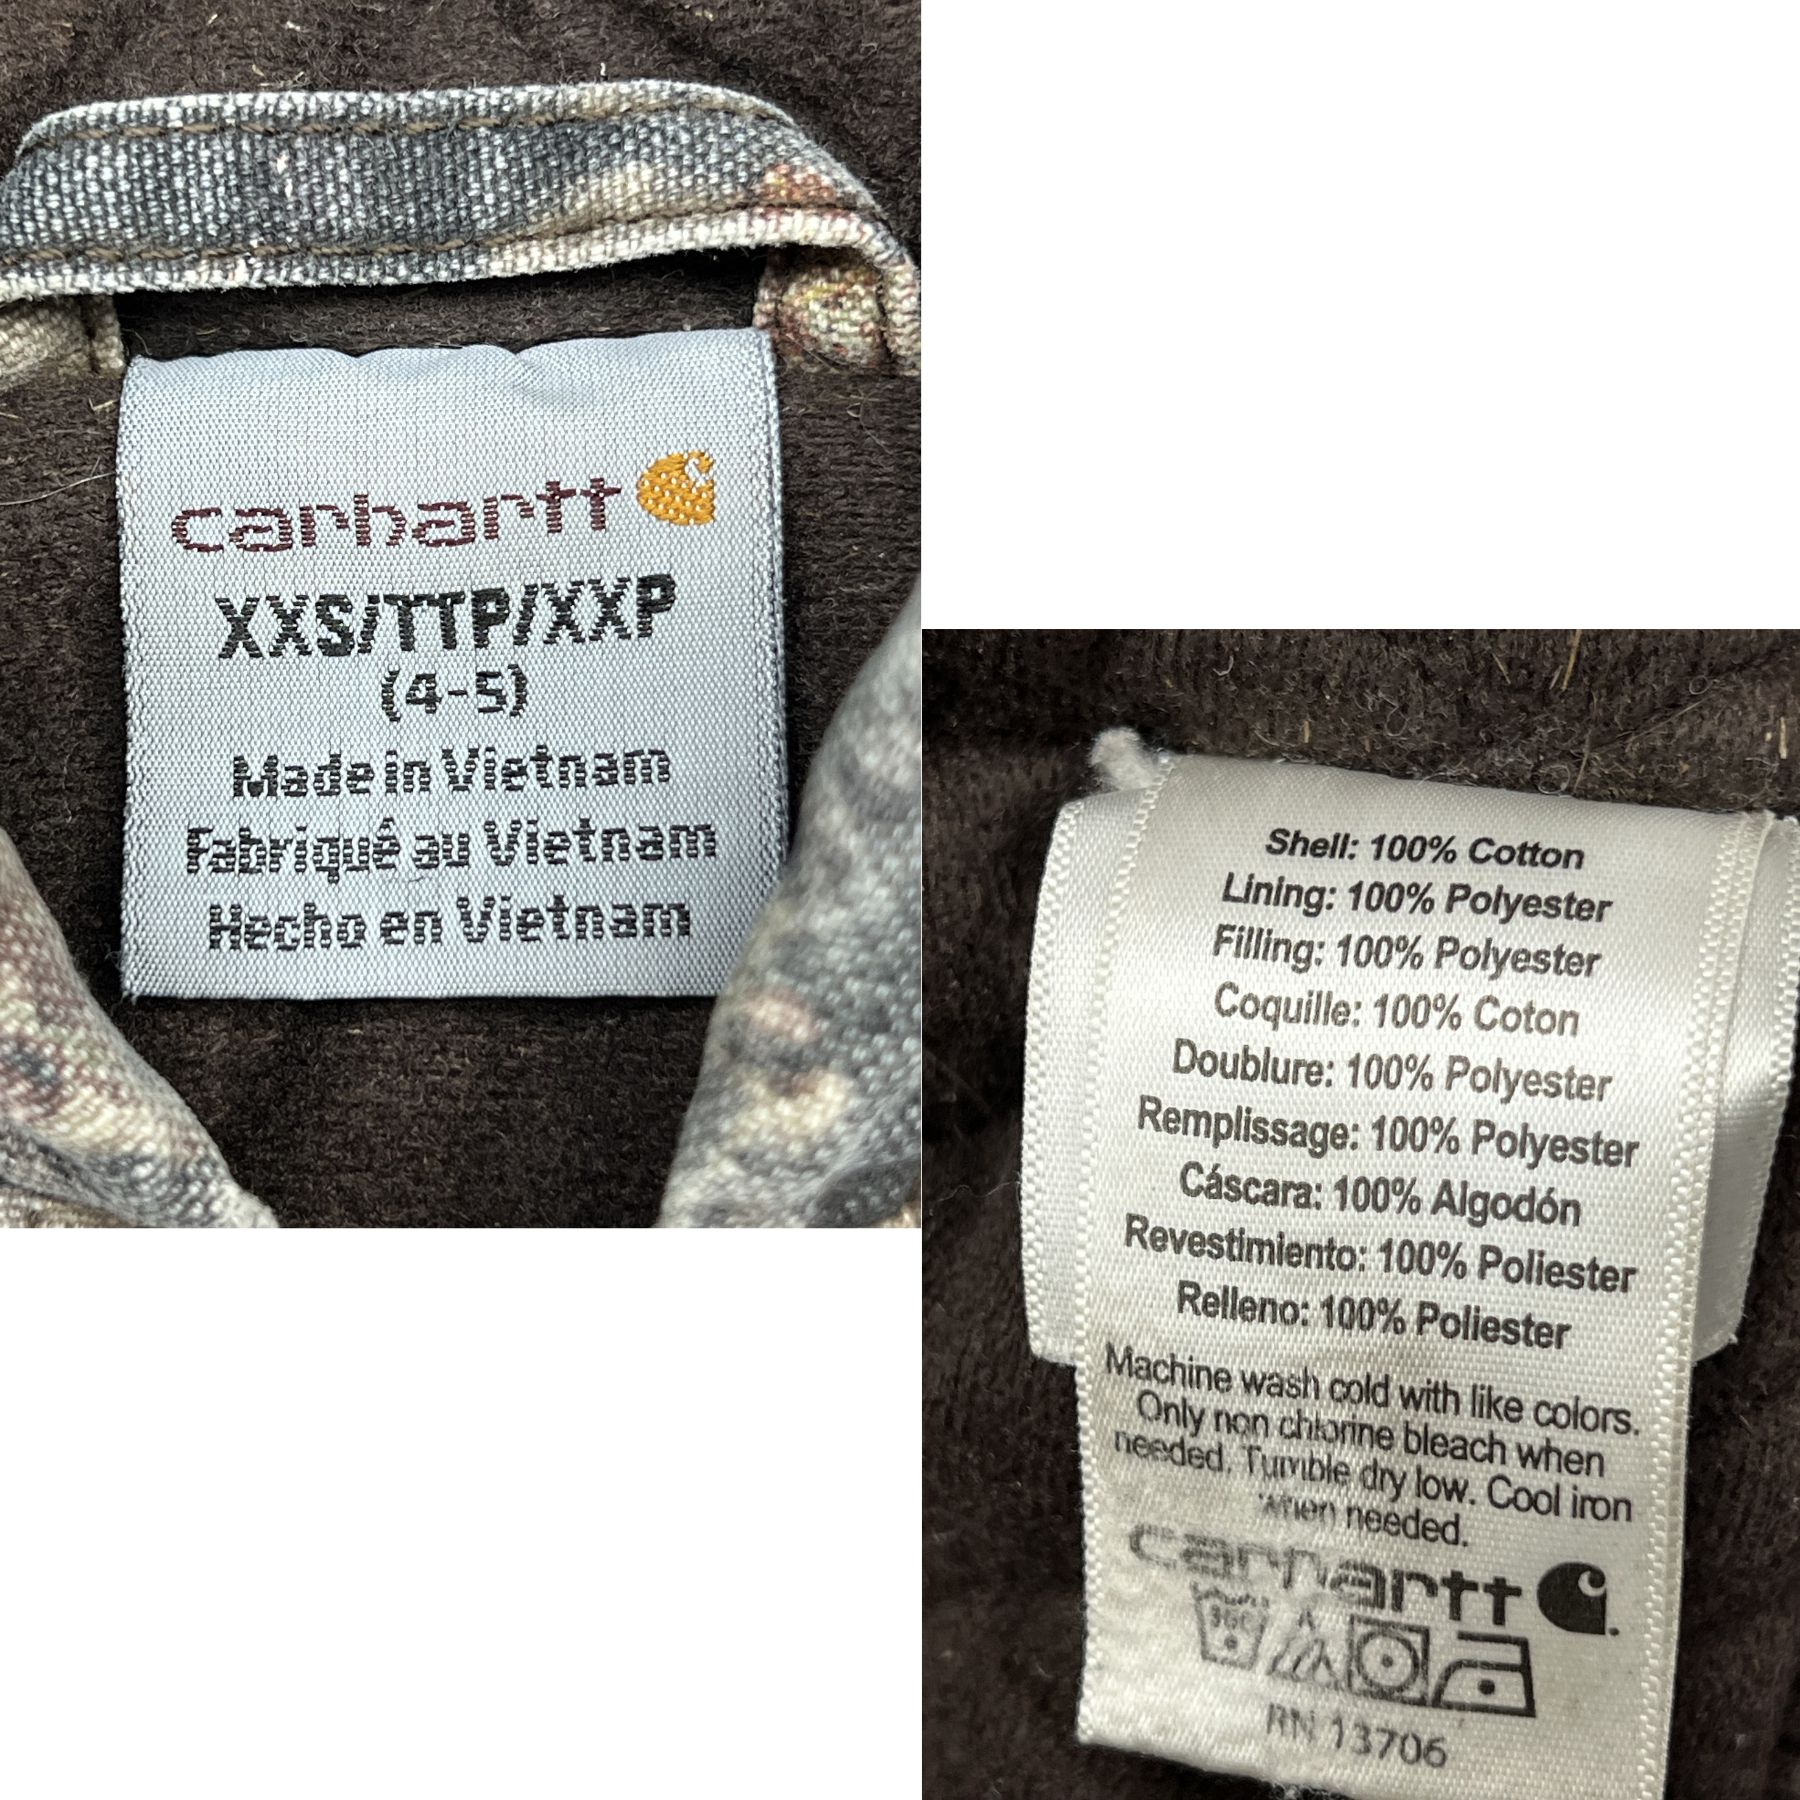 carhartt
XXS/TTP/XXP
(4-5)
Made in Vietnam
Fabriqué au Vietnam
Hecho en Vietnam
Shell: 100% Cotton
Lining: 100% Polyester
Filling: 100% Polyester
Coquille: 100% Coton
Doublure: 100% Polyester
Remplissage: 100% Polyester
Cáscara: 100% Algodón
Revestimiento: 100% Poliester
Relleno: 100% Poliester
Machine wash cold with like colors.
Only non chlorine bleach when
needed. Tumble dry low. Cool iron
when needed.
carhartt
RN 13706